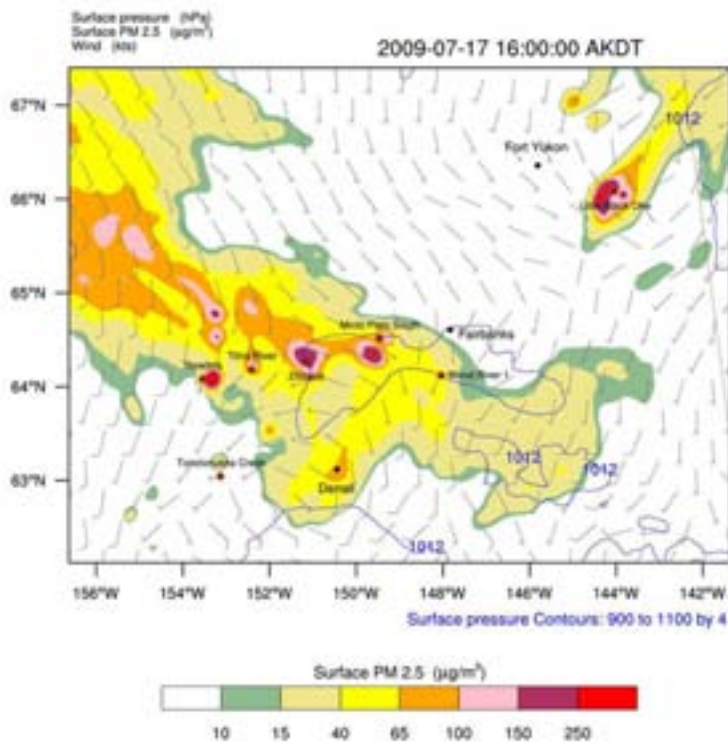 Surface pressure (hPa)
Surface PM 2.5 (μg/m³)
Wind (kts)
2009-07-17 16:00:00 AKDT
67°N
66°N
65°N
64°N
63°N
1012
Fort Yukon
Fairbanks
Denali
1012
1012
1012
156°W
154°W
152°W
150°W
148°W
146°W
144°W
142°W
Surface pressure Contours: 900 to 1100 by 4
Surface PM 2.5 (μg/m³)
10
15
40
65
100
150
250